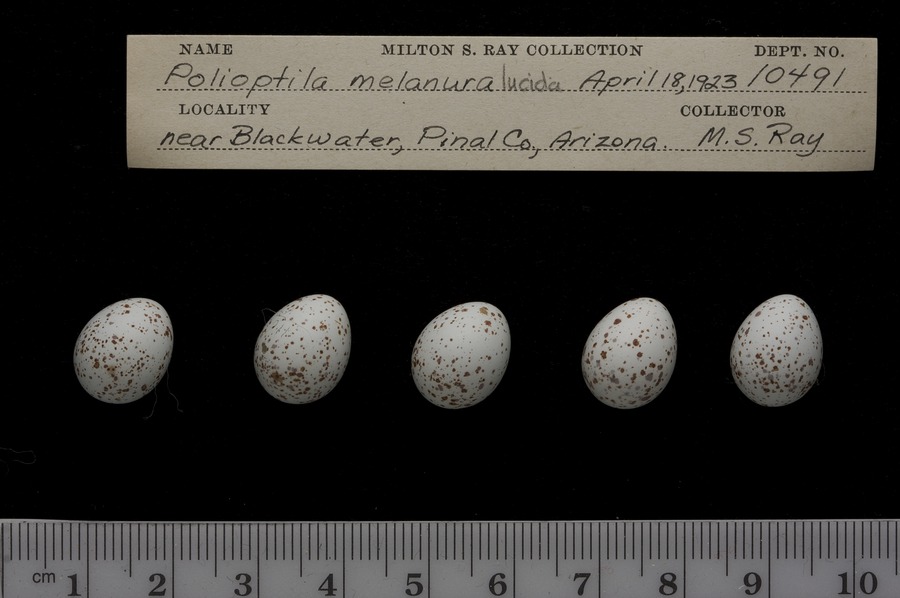 NAME MILTON S. RAY COLLECTION DEPT. NO.
Polioptila melanura lucida April 18, 1923 10491
LOCALITY COLLECTOR
near Blackwater, Pinal Co., Arizona. M.S. Ray
cm 1 2 3 4 5 6 7 8 9 10